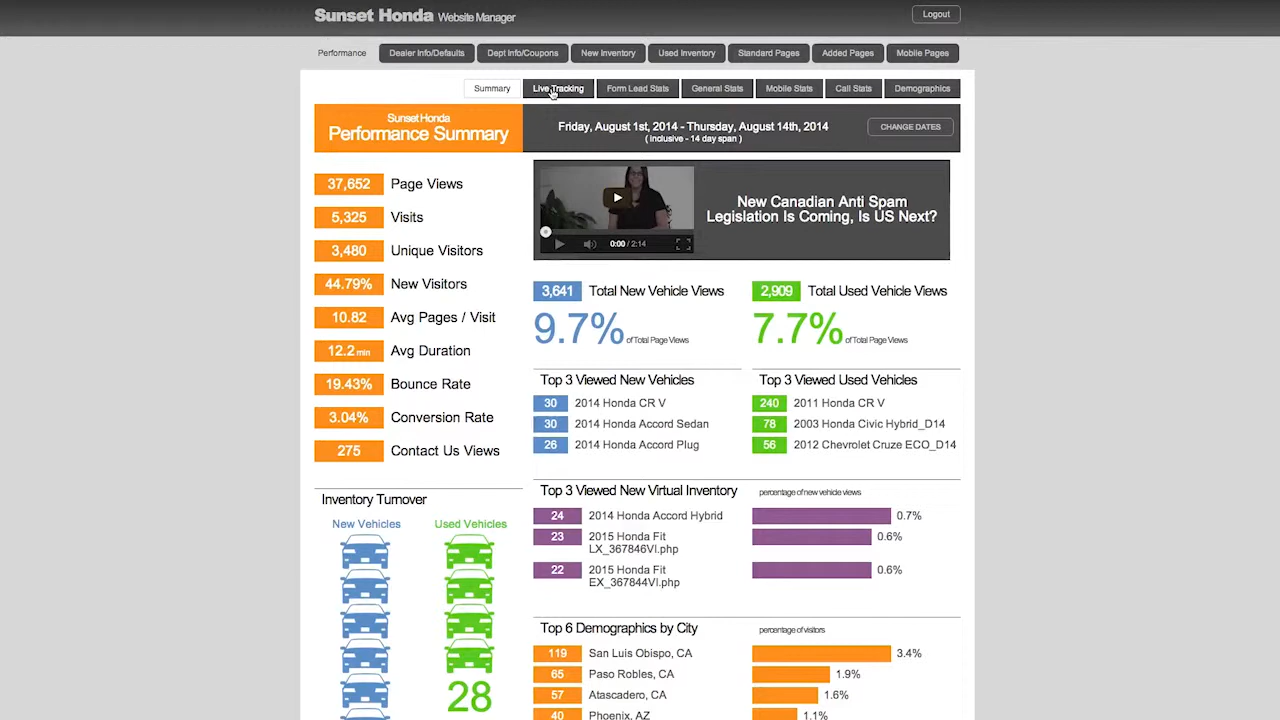 Sunset Honda Website Manager
Logout
Performance
Dealer Info/Defaults
Dept Info/Coupons
New Inventory
Used Inventory
Standard Pages
Added Pages
Mobile Pages
Summary
Live Tracking
Form Lead Stats
General Stats
Mobile Stats
Call Stats
Demographics
Sunset Honda
Performance Summary
Friday, August 1st, 2014 - Thursday, August 14th, 2014
( Inclusive - 14 day span )
CHANGE DATES
37,652 Page Views
5,325 Visits
3,480 Unique Visitors
44.79% New Visitors
10.82 Avg Pages / Visit
12.2 min Avg Duration
19.43% Bounce Rate
3.04% Conversion Rate
275 Contact Us Views
Inventory Turnover
New Vehicles
Used Vehicles
28
0:00 / 2:14
New Canadian Anti Spam
Legislation Is Coming, Is US Next?
3,641 Total New Vehicle Views
9.7% of Total Page Views
2,909 Total Used Vehicle Views
7.7% of Total Page Views
Top 3 Viewed New Vehicles
30 2014 Honda CR V
30 2014 Honda Accord Sedan
26 2014 Honda Accord Plug
Top 3 Viewed Used Vehicles
240 2011 Honda CR V
78 2003 Honda Civic Hybrid_D14
56 2012 Chevrolet Cruze ECO_D14
Top 3 Viewed New Virtual Inventory
percentage of new vehicle views
24 2014 Honda Accord Hybrid 0.7%
23 2015 Honda Fit 0.6%
LX_367846VI.php
22 2015 Honda Fit 0.6%
EX_367844VI.php
Top 6 Demographics by City
percentage of visitors
119 San Luis Obispo, CA 3.4%
65 Paso Robles, CA 1.9%
57 Atascadero, CA 1.6%
40 Phoenix, AZ 1.1%